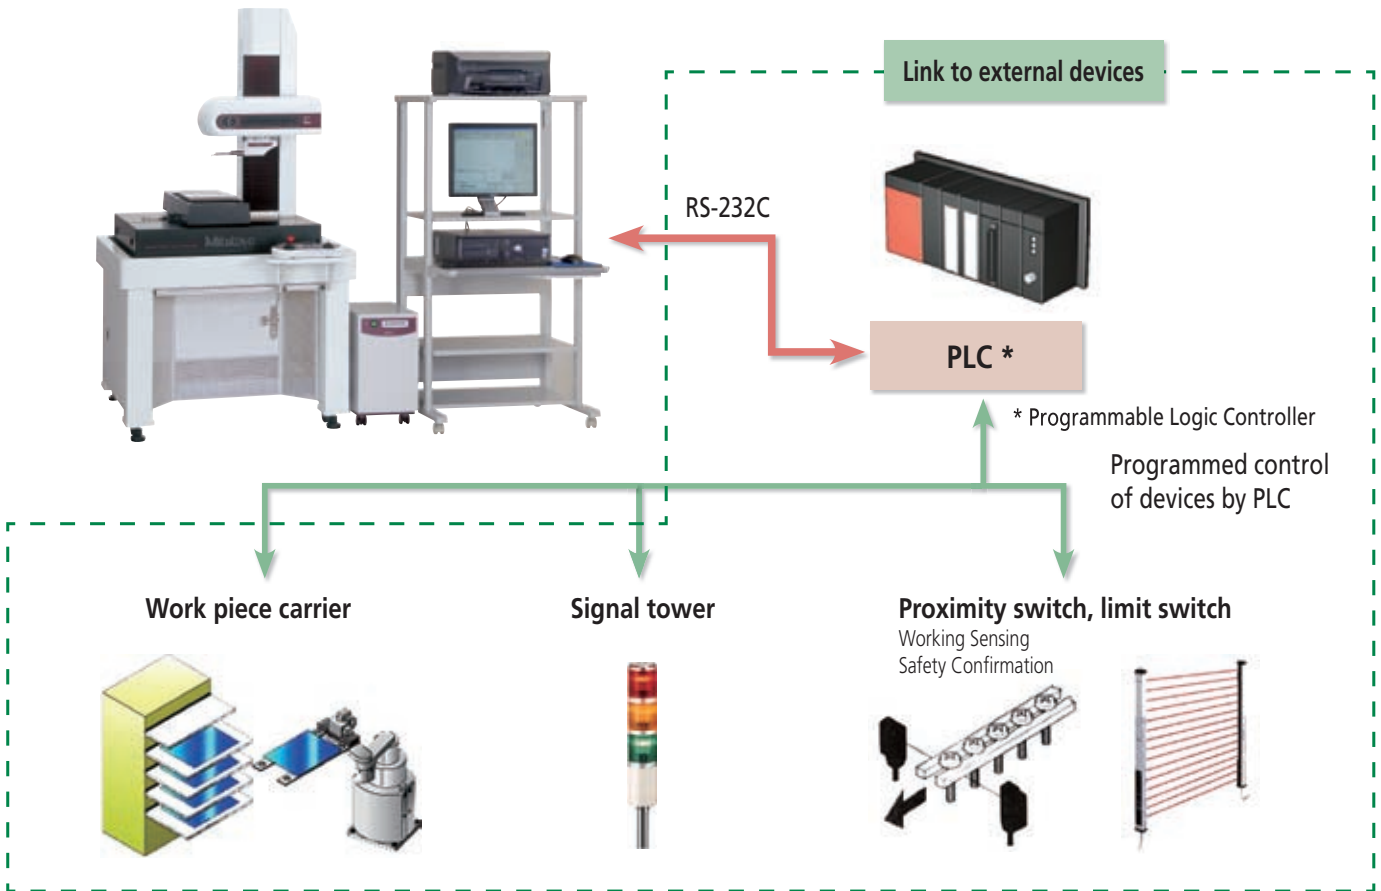 Link to external devices
Mitutoyo
RS-232C
PLC *
* Programmable Logic Controller
Programmed control
of devices by PLC
Work piece carrier
Signal tower
Proximity switch, limit switch
Working Sensing
Safety Confirmation